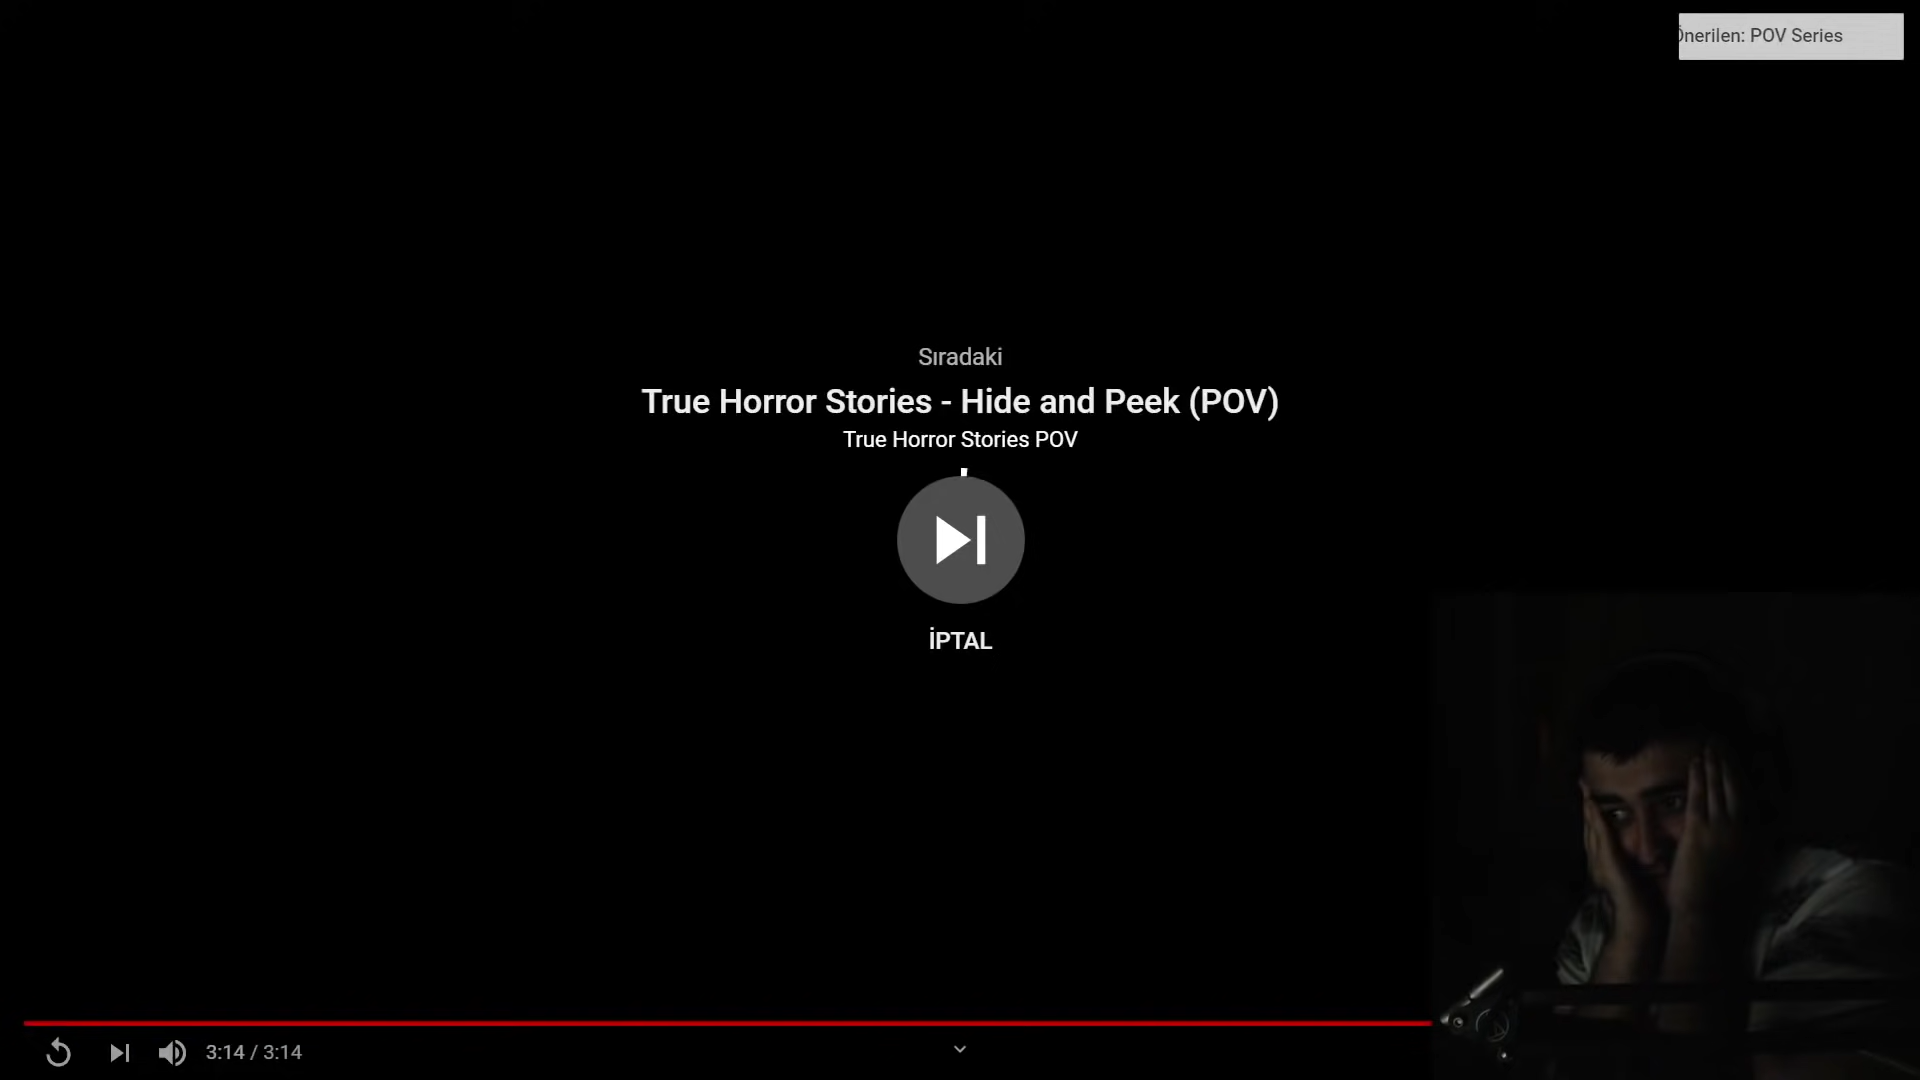 Önerilen: POV Series
Sıradaki
True Horror Stories - Hide and Peek (POV)
True Horror Stories POV
İPTAL
3:14 / 3:14